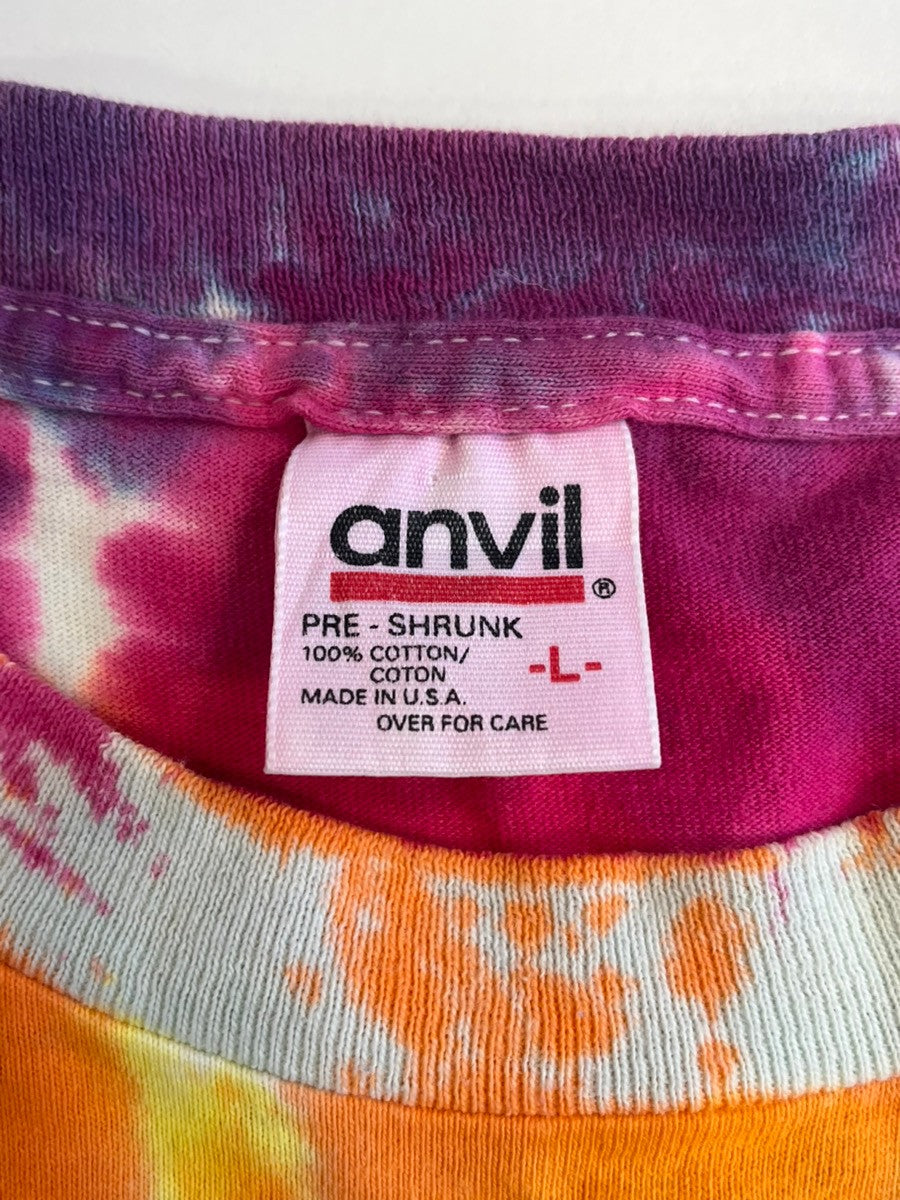 anvil®
PRE - SHRUNK
100% COTTON/
COTON
-L-
MADE IN U.S.A.
OVER FOR CARE